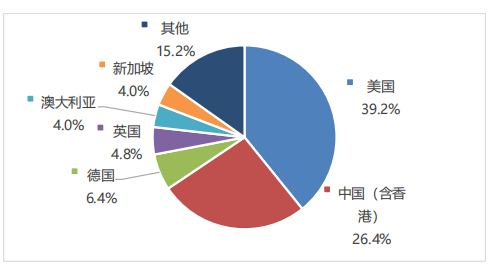 其他
15.2%
新加坡
4.0%
澳大利亚
4.0%
英国
4.8%
德国
6.4%
美国
39.2%
中国（含香
港）
26.4%